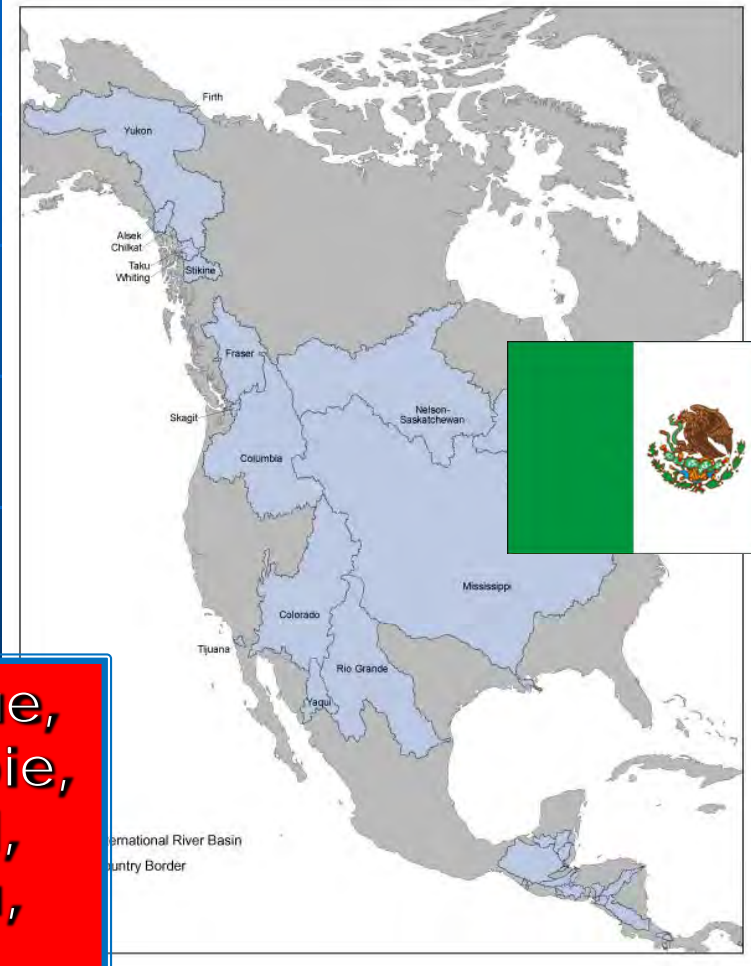 Firth
Yukon
Alsek
Chilkat
Taku
Whiting
Stikine
Fraser
Skagit
Nelson-
Saskatchewan
Columbia
Mississippi
Colorado
Tijuana
Rio Grande
Yaqui
ernational River Basin
ountry Border